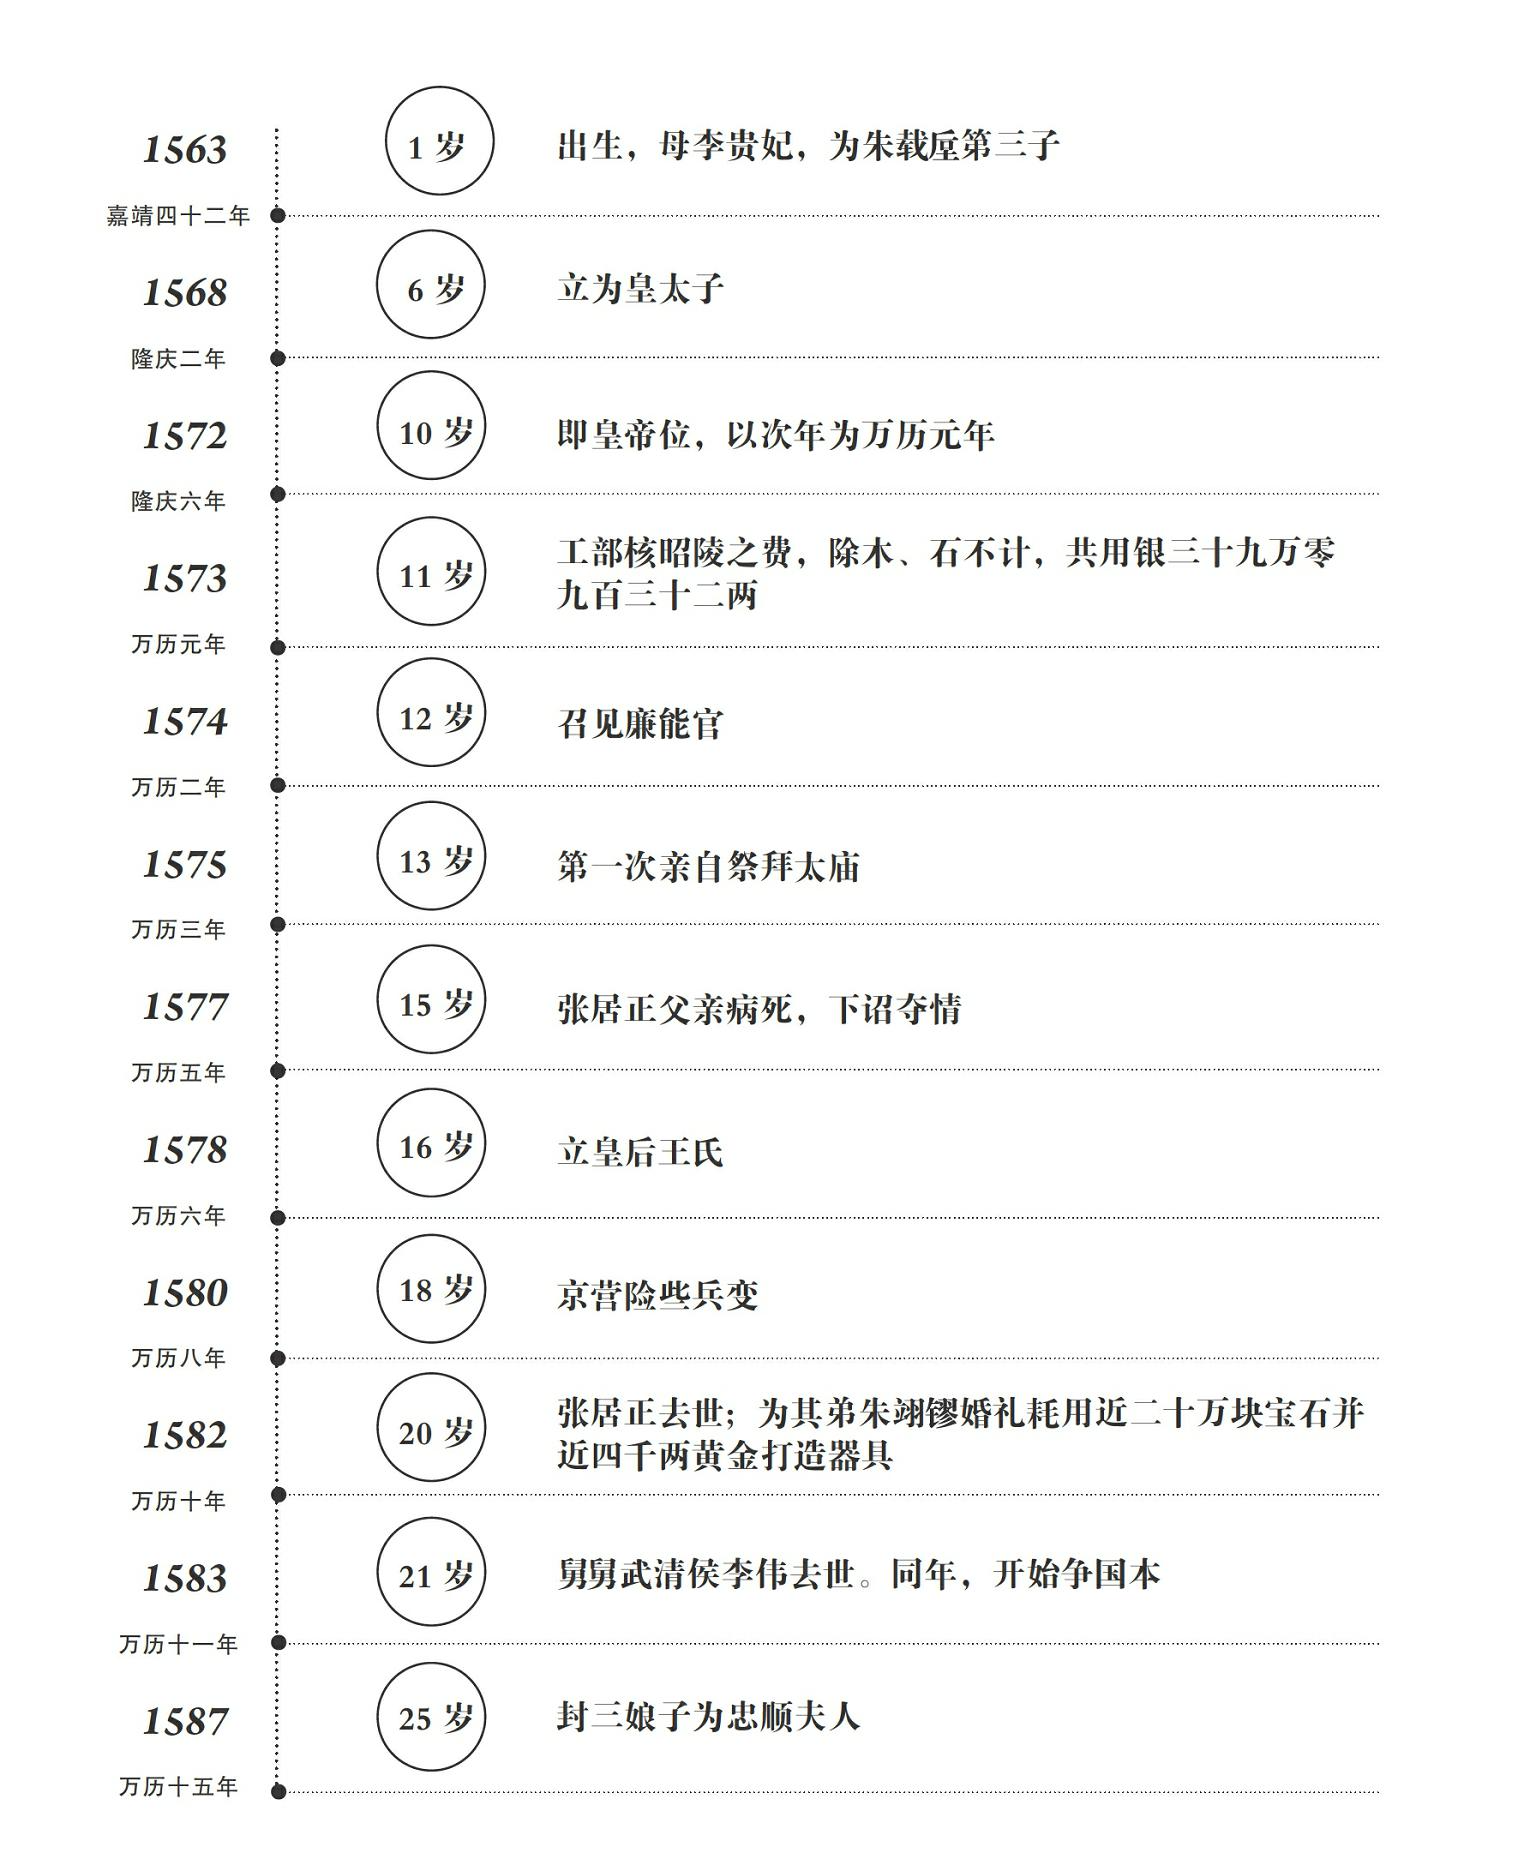 1563
嘉靖四十二年
1 岁
出生，母李贵妃，为朱载垕第三子
1568
隆庆二年
6 岁
立为皇太子
1572
隆庆六年
10 岁
即皇帝位，以次年为万历元年
1573
万历元年
11 岁
工部核昭陵之费，除木、石不计，共用银三十九万零
九百三十二两
1574
万历二年
12 岁
召见廉能官
1575
万历三年
13 岁
第一次亲自祭拜太庙
1577
万历五年
15 岁
张居正父亲病死，下诏夺情
1578
万历六年
16 岁
立皇后王氏
1580
万历八年
18 岁
京营险些兵变
1582
万历十年
20 岁
张居正去世；为其弟朱翊镠婚礼耗用近二十万块宝石并
近四千两黄金打造器具
1583
万历十一年
21 岁
舅舅武清侯李伟去世。同年，开始争国本
1587
万历十五年
25 岁
封三娘子为忠顺夫人